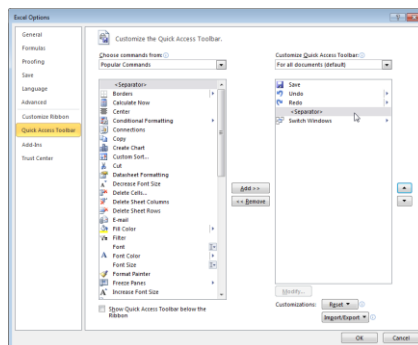 Excel Options
General
Formulas
Proofing
Save
Language
Advanced
Customize Ribbon
Quick Access Toolbar
Add-Ins
Trust Center
Customize the Quick Access Toolbar.
Choose commands from:
Popular Commands
<Separator>
Borders
Calculate Now
Center
Conditional Formatting
Connections
Copy
Create Chart
Custom Sort...
Cut
Datasheet Formatting
Decrease Font Size
Delete Cells...
Delete Sheet Columns
Delete Sheet Rows
E-mail
Fill Color
Filter
Font
Font Color
Font Size
Format Painter
Freeze Panes
Increase Font Size
Show Quick Access Toolbar below the
Ribbon
Add >>
<< Remove
Customize Quick Access Toolbar:
For all documents (default)
Save
Undo
Redo
<Separator>
Switch Windows
Modify...
Customizations:
Reset
Import/Export
OK
Cancel